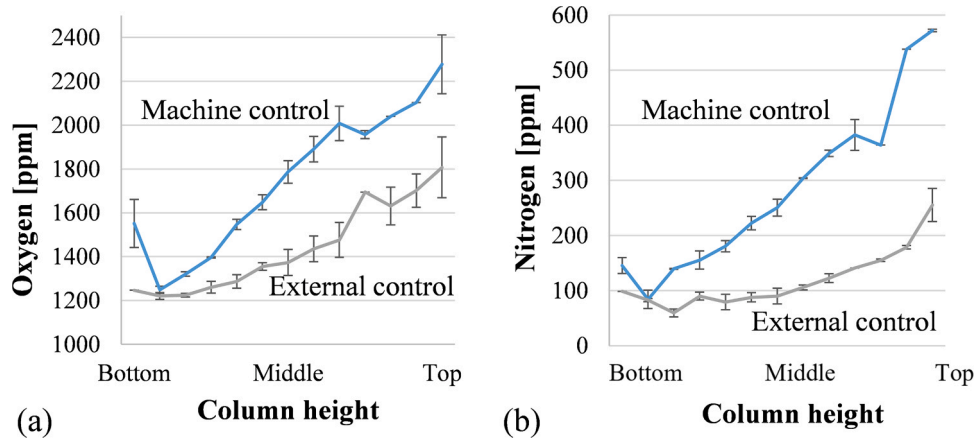 2400
2200
2000
1800
1600
1400
1200
1000
Oxygen [ppm]
Machine control
External control
Bottom Middle Top
Column height
(a)
600
500
400
300
200
100
0
Nitrogen [ppm]
Machine control
External control
Bottom Middle Top
Column height
(b)